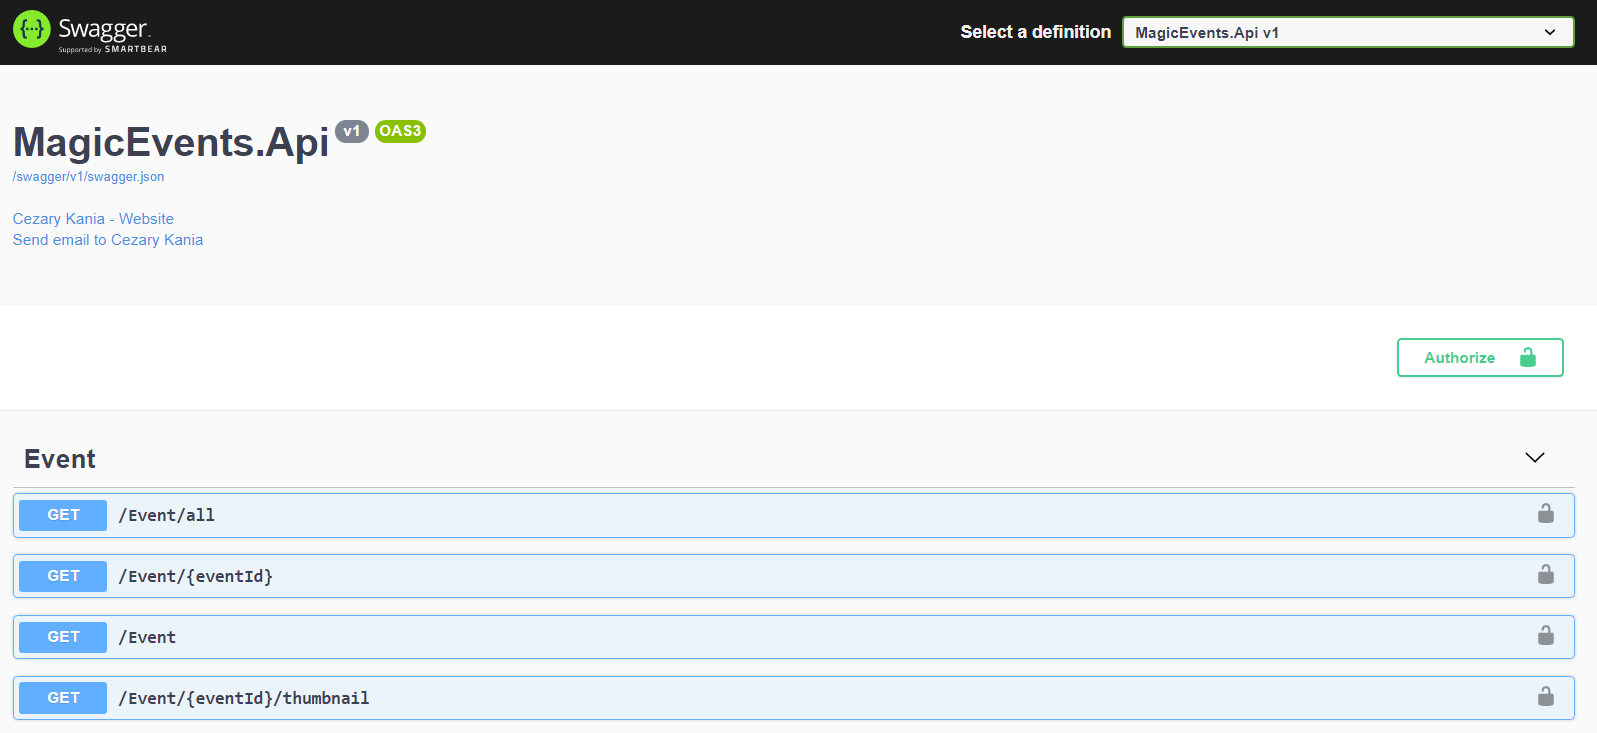 {···} Swagger.
Supported by SMARTBEAR
Select a definition
MagicEvents.Api v1
MagicEvents.Api v1 OAS3
/swagger/v1/swagger.json
Cezary Kania - Website
Send email to Cezary Kania
Authorize
Event
GET /Event/all
GET /Event/{eventId}
GET /Event
GET /Event/{eventId}/thumbnail